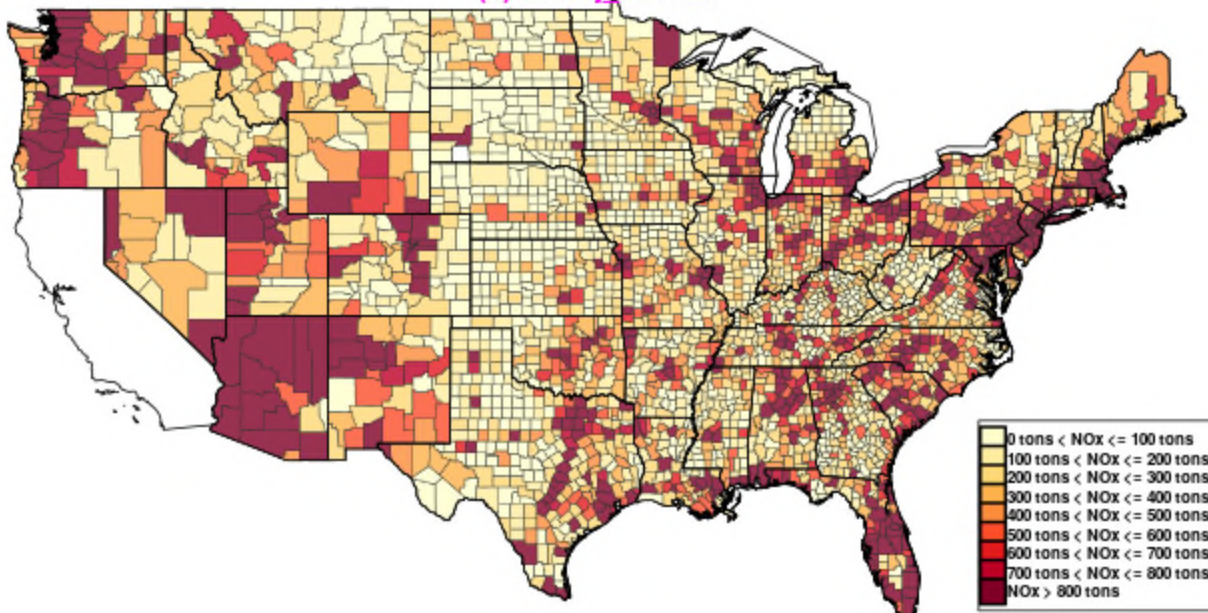 0 tons < NOx <= 100 tons
100 tons < NOx <= 200 tons
200 tons < NOx <= 300 tons
300 tons < NOx <= 400 tons
400 tons < NOx <= 500 tons
500 tons < NOx <= 600 tons
600 tons < NOx <= 700 tons
700 tons < NOx <= 800 tons
NOx > 800 tons